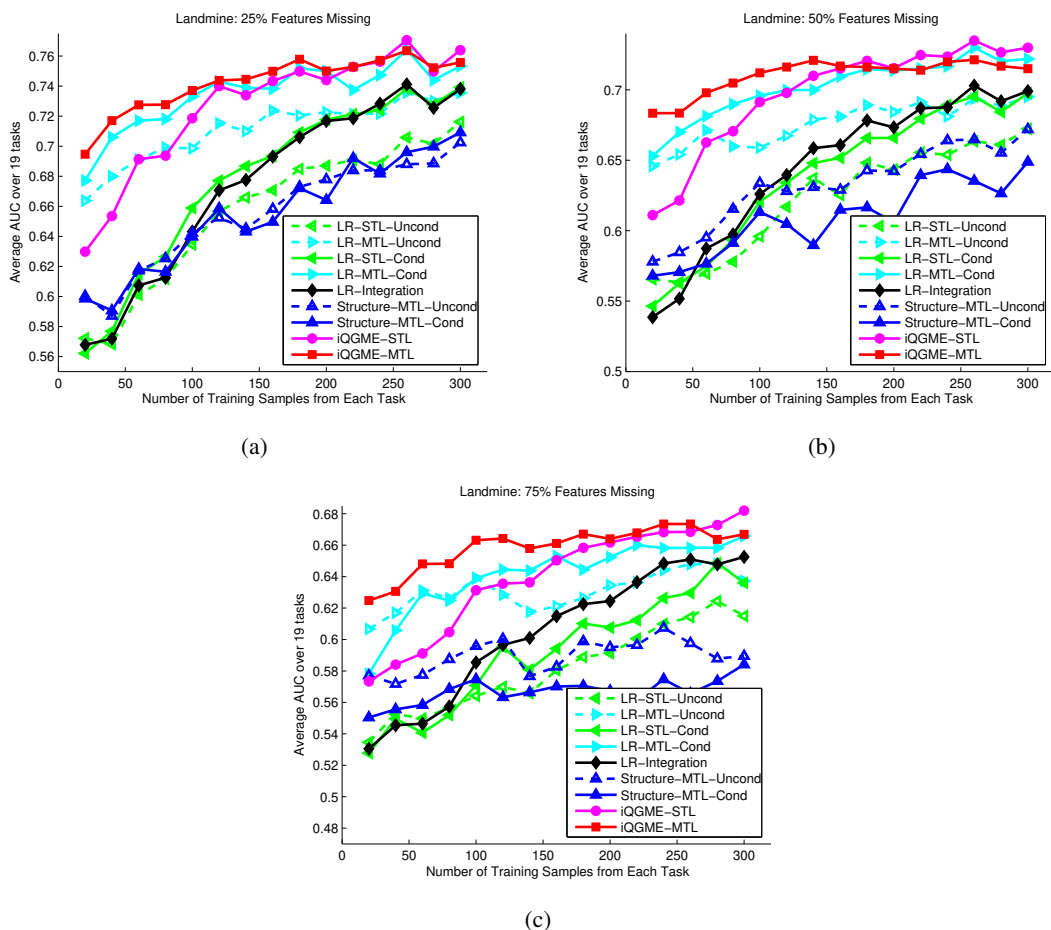 Landmine: 25% Features Missing
Average AUC over 19 tasks
0.76
0.74
0.72
0.7
0.68
0.66
0.64
0.62
0.6
0.58
0.56
LR−STL−Uncond
LR−MTL−Uncond
LR−STL−Cond
LR−MTL−Cond
LR−Integration
Structure−MTL−Uncond
Structure−MTL−Cond
iQGME−STL
iQGME−MTL
0 50 100 150 200 250 300
Number of Training Samples from Each Task
(a)
Landmine: 50% Features Missing
Average AUC over 19 tasks
0.7
0.65
0.6
0.55
0.5
LR−STL−Uncond
LR−MTL−Uncond
LR−STL−Cond
LR−MTL−Cond
LR−Integration
Structure−MTL−Uncond
Structure−MTL−Cond
iQGME−STL
iQGME−MTL
0 50 100 150 200 250 300
Number of Training Samples from Each Task
(b)
Landmine: 75% Features Missing
Average AUC over 19 tasks
0.68
0.66
0.64
0.62
0.6
0.58
0.56
0.54
0.52
0.5
0.48
LR−STL−Uncond
LR−MTL−Uncond
LR−STL−Cond
LR−MTL−Cond
LR−Integration
Structure−MTL−Uncond
Structure−MTL−Cond
iQGME−STL
iQGME−MTL
0 50 100 150 200 250 300
Number of Training Samples from Each Task
(c)